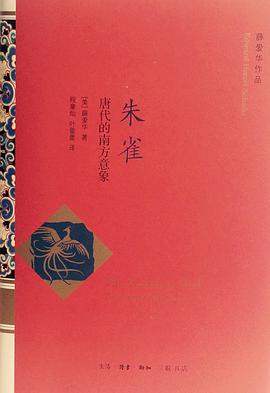 薛爱华作品
Edward Hetzel Schafer
朱雀
唐代的南方意象
[美] 薛爱华 著
程章灿 叶蕾蕾 译
The Vermilion Bird
生活·讀書·新知 三联书店